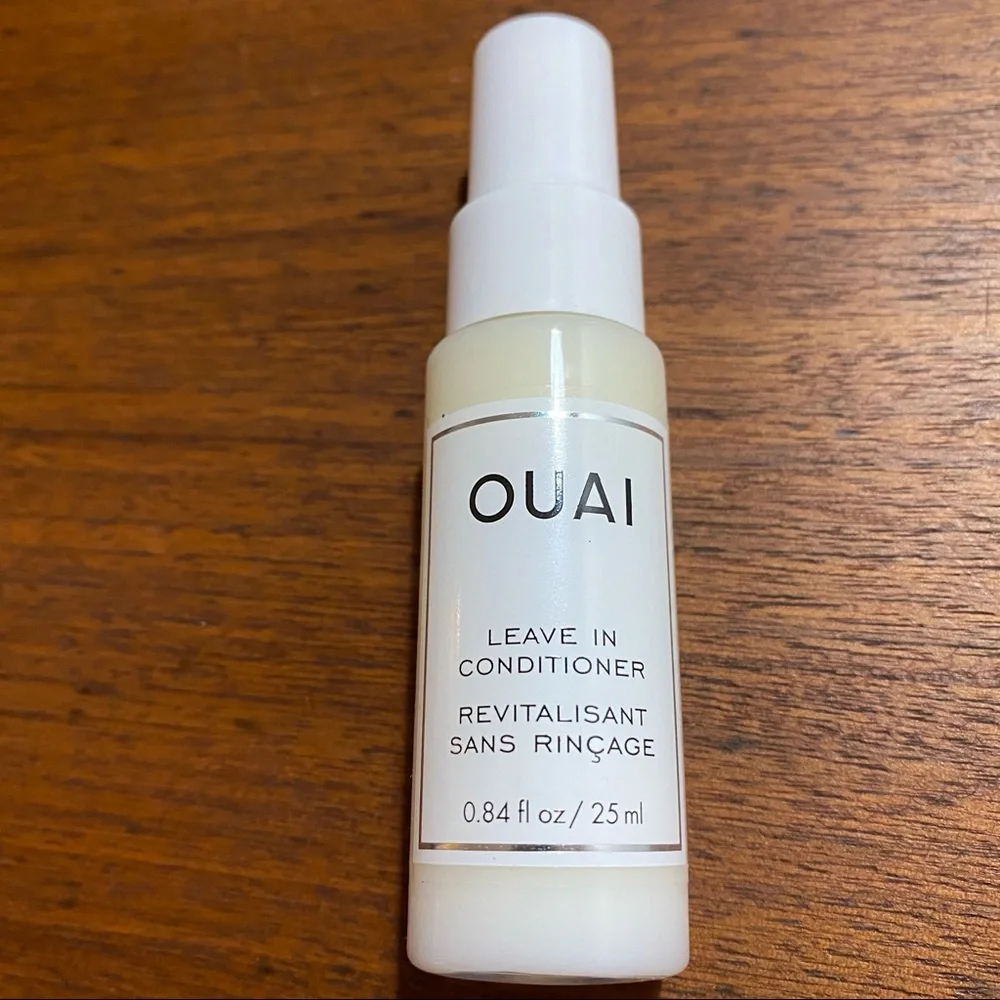 OUAI
LEAVE IN
CONDITIONER
REVITALISANT
SANS RINÇAGE
0.84 fl oz / 25 ml